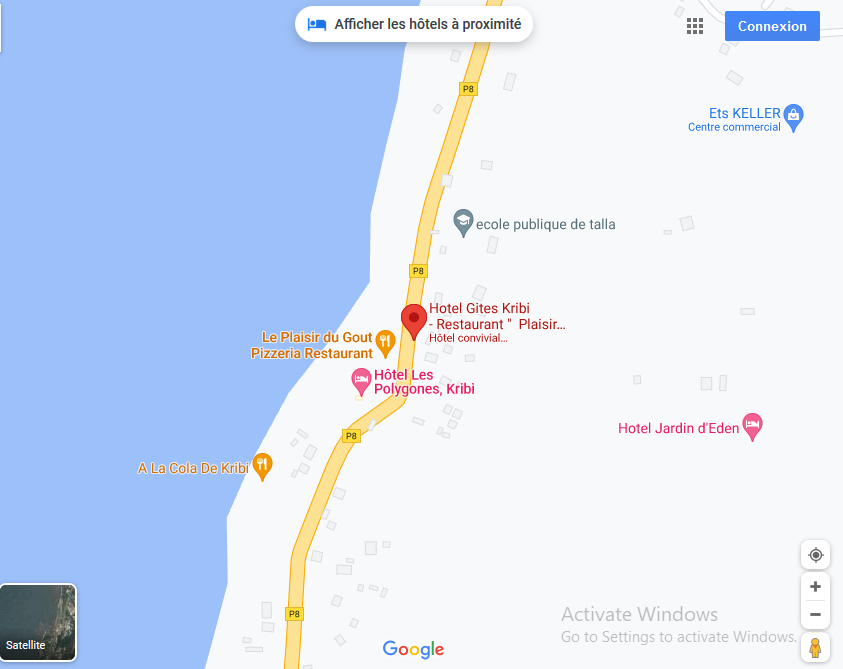 Afficher les hôtels à proximité
Connexion
P8
Ets KELLER
Centre commercial
ecole publique de talla
P8
Hotel Gites Kribi
- Restaurant " Plaisir...
Hôtel convivial...
Le Plaisir du Gout
Pizzeria Restaurant
Hôtel Les
Polygones, Kribi
Hotel Jardin d'Eden
P8
A La Cola De Kribi
P8
Activate Windows
Go to Settings to activate Windows.
Satellite
Google